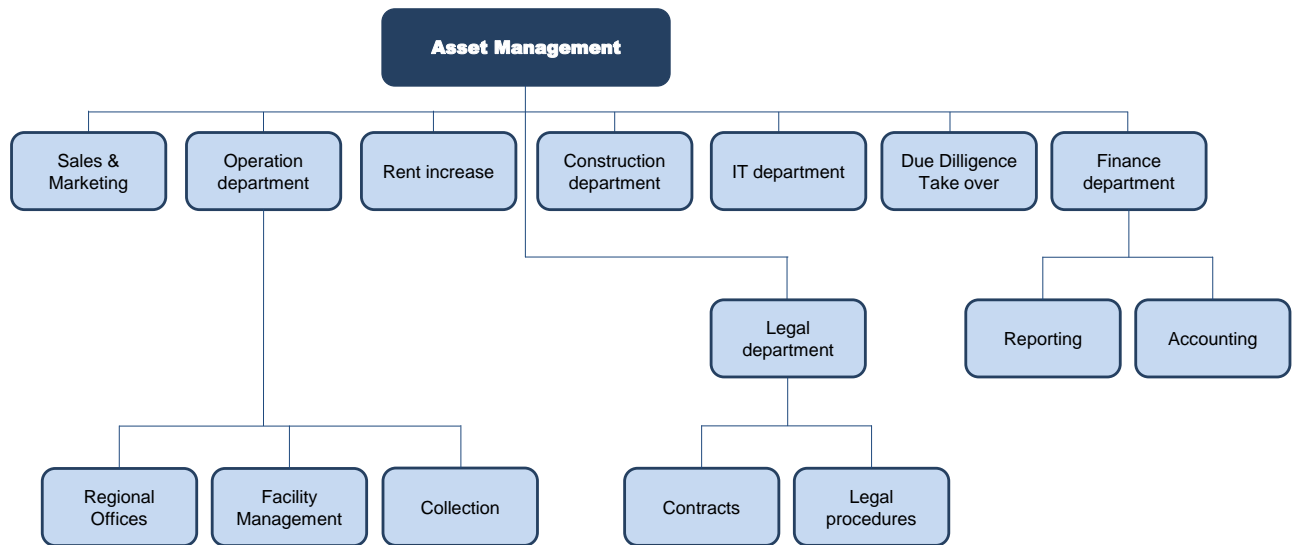 Asset Management
Sales &
Marketing
Operation
department
Rent increase
Construction
department
IT department
Due Dilligence
Take over
Finance
department
Legal
department
Reporting
Accounting
Regional
Offices
Facility
Management
Collection
Contracts
Legal
procedures